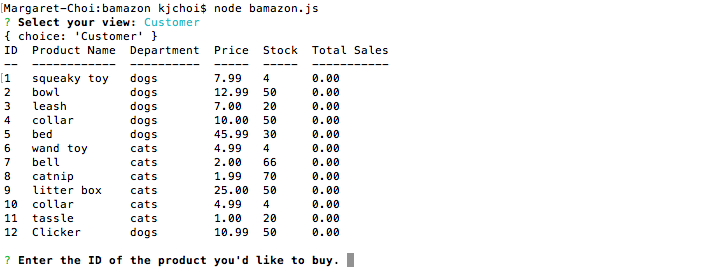 [Margaret-Choi:bamazon kjchoi$ node bamazon.js
? Select your view: Customer
{ choice: 'Customer' }
ID  Product Name  Department  Price  Stock  Total Sales
--  ------------  ----------  -----  -----  -----------
[1   squeaky toy   dogs        7.99   4      0.00
2   bowl          dogs        12.99  50     0.00
3   leash         dogs        7.00   20     0.00
4   collar        dogs        10.00  50     0.00
5   bed           dogs        45.99  30     0.00
6   wand toy      cats        4.99   4      0.00
7   bell          cats        2.00   66     0.00
8   catnip        cats        1.99   70     0.00
9   litter box    cats        25.00  50     0.00
10  collar        cats        4.99   4      0.00
11  tassle        cats        1.00   20     0.00
12  Clicker       dogs        10.99  50     0.00
? Enter the ID of the product you'd like to buy.